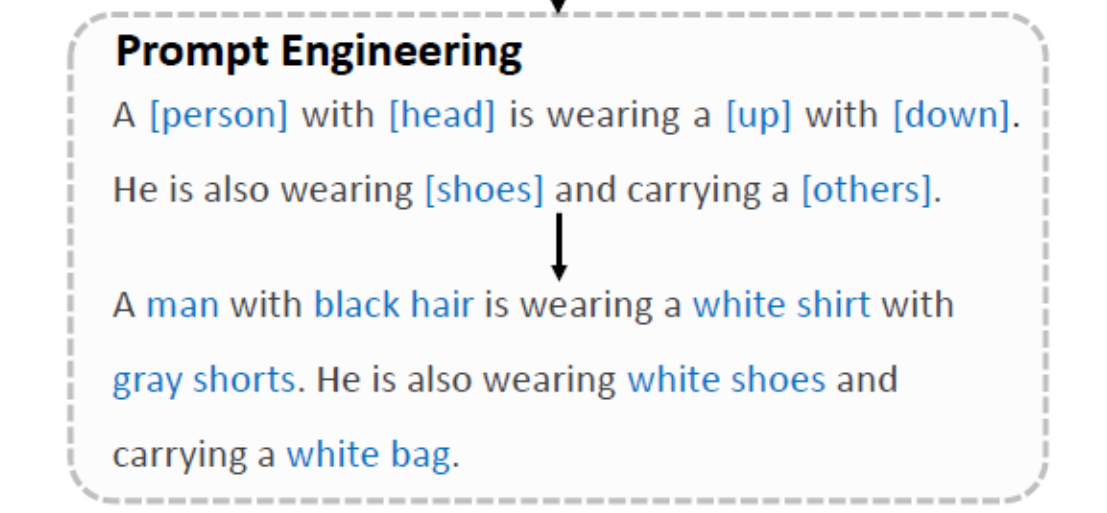 Prompt Engineering
A [person] with [head] is wearing a [up] with [down].
He is also wearing [shoes] and carrying a [others].
A man with black hair is wearing a white shirt with
gray shorts. He is also wearing white shoes and
carrying a white bag.